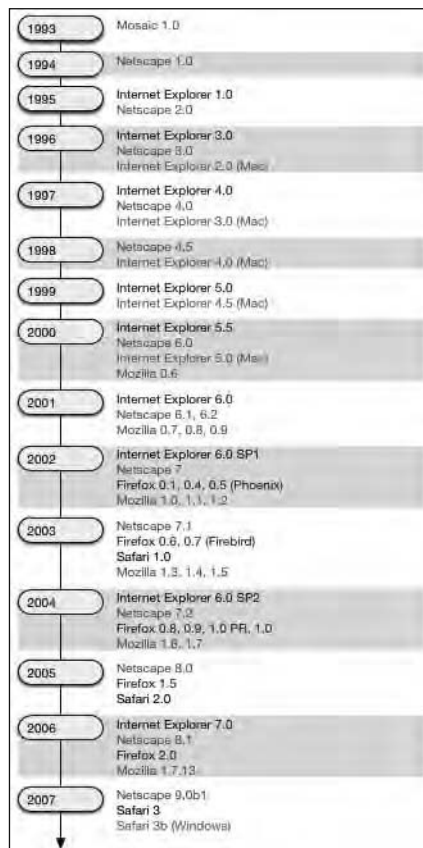 1993
Mosaic 1.0
1994
Netscape 1.0
1995
Internet Explorer 1.0
Netscape 2.0
1996
Internet Explorer 3.0
Netscape 3.0
Internet Explorer 2.0 (Mac)
1997
Internet Explorer 4.0
Netscape 4.0
Internet Explorer 3.0 (Mac)
1998
Netscape 4.5
Internet Explorer 4.0 (Mac)
1999
Internet Explorer 5.0
Internet Explorer 4.5 (Mac)
2000
Internet Explorer 5.5
Netscape 6.0
Internet Explorer 5.0 (Mac)
Mozilla 0.6
2001
Internet Explorer 6.0
Netscape 6.1, 6.2
Mozilla 0.7, 0.8, 0.9
2002
Internet Explorer 6.0 SP1
Netscape 7
Firefox 0.1, 0.4, 0.5 (Phoenix)
Mozilla 1.0, 1.1, 1.2
2003
Netscape 7.1
Firefox 0.6, 0.7 (Firebird)
Safari 1.0
Mozilla 1.3, 1.4, 1.5
2004
Internet Explorer 6.0 SP2
Netscape 7.2
Firefox 0.8, 0.9, 1.0 PR, 1.0
Mozilla 1.6, 1.7
2005
Netscape 8.0
Firefox 1.5
Safari 2.0
2006
Internet Explorer 7.0
Netscape 8.1
Firefox 2.0
Mozilla 1.7.13
2007
Netscape 9.0b1
Safari 3
Safari 3b (Windows)